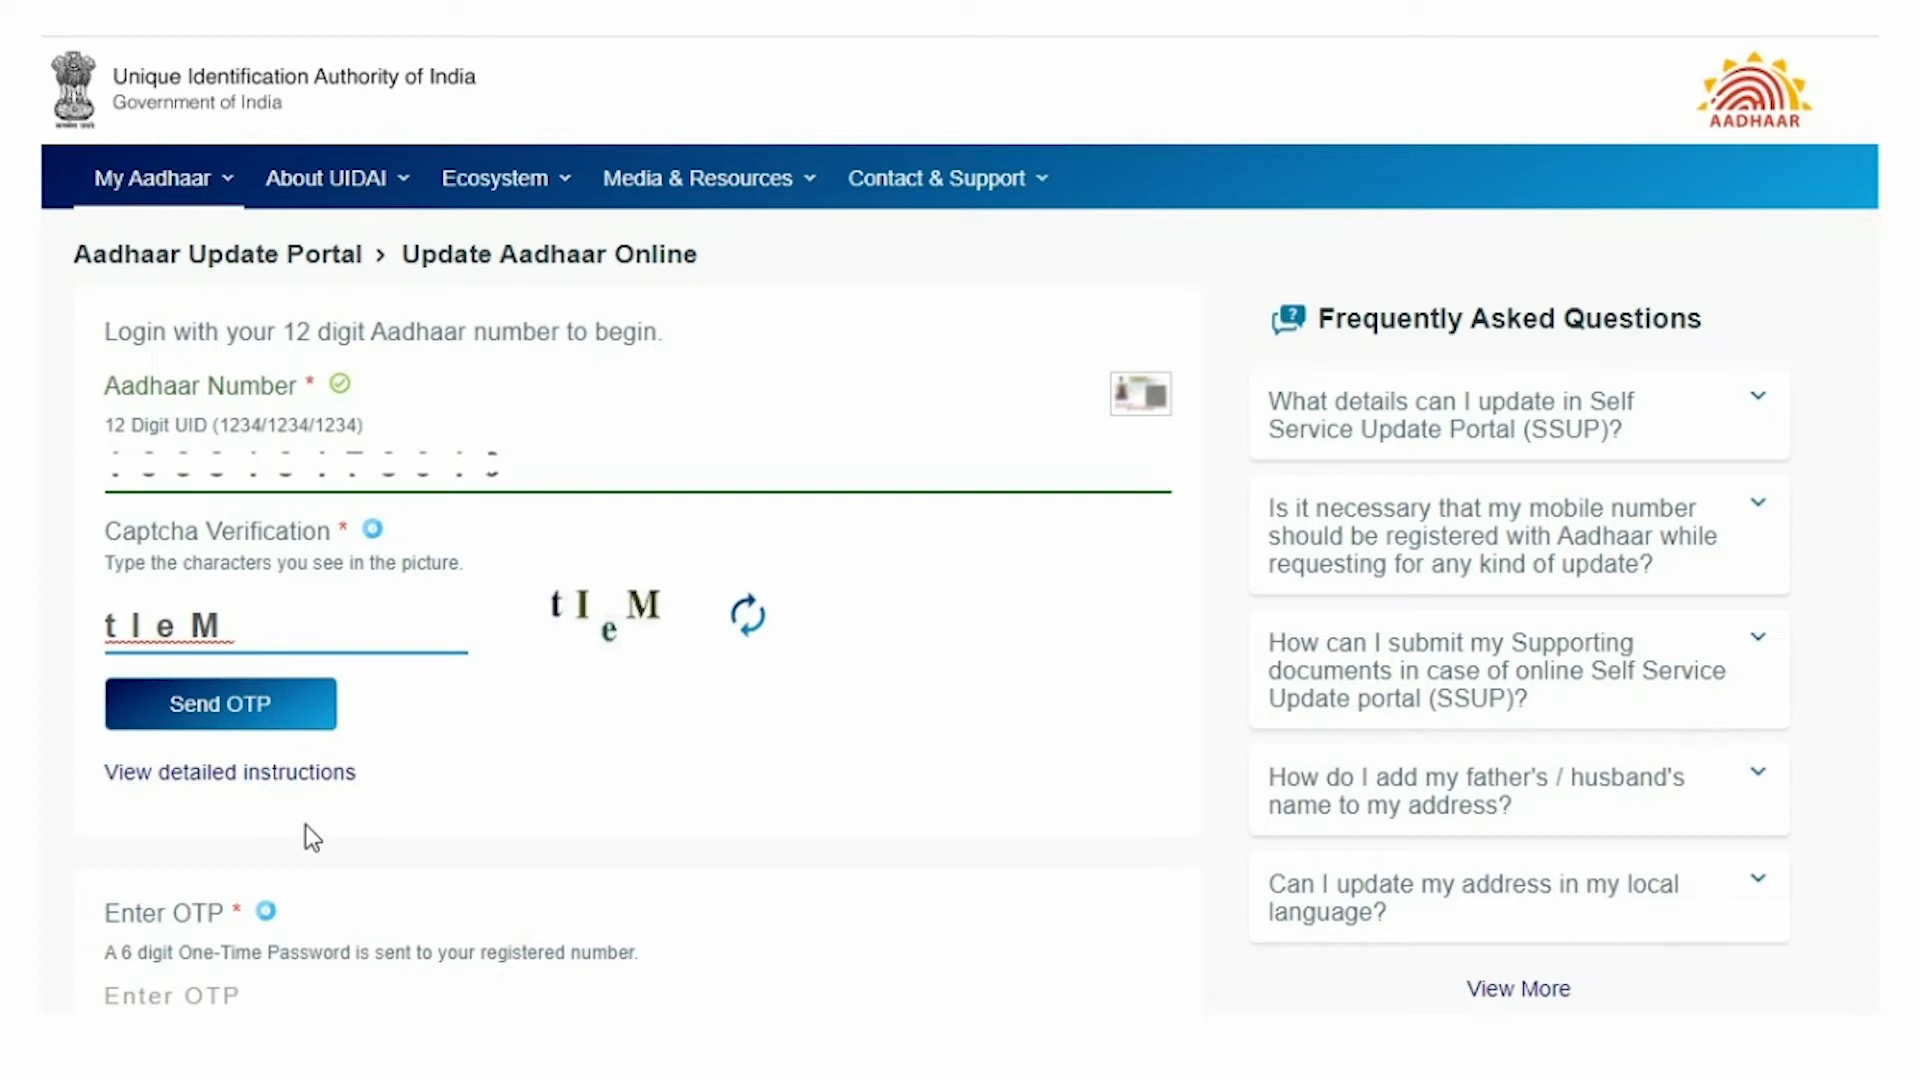 Unique Identification Authority of India
Government of India
AADHAAR
My Aadhaar
About UIDAI
Ecosystem
Media & Resources
Contact & Support
Aadhaar Update Portal > Update Aadhaar Online
Login with your 12 digit Aadhaar number to begin.
Aadhaar Number *
12 Digit UID (1234/1234/1234)
Captcha Verification *
Type the characters you see in the picture.
t I e M
t I e M
Send OTP
View detailed instructions
Enter OTP *
A 6 digit One-Time Password is sent to your registered number.
Enter OTP
Frequently Asked Questions
What details can I update in Self
Service Update Portal (SSUP)?
Is it necessary that my mobile number
should be registered with Aadhaar while
requesting for any kind of update?
How can I submit my Supporting
documents in case of online Self Service
Update portal (SSUP)?
How do I add my father's / husband's
name to my address?
Can I update my address in my local
language?
View More